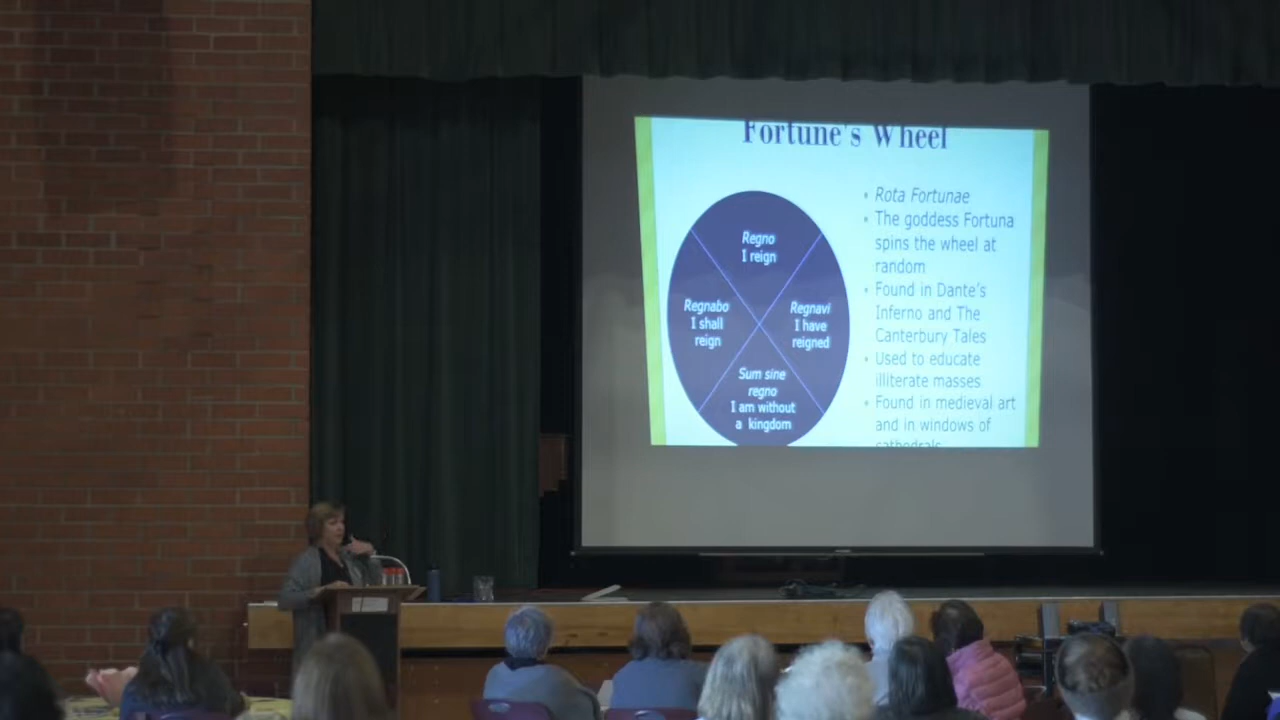 Fortune's Wheel
Regno
I reign
Regnabo
I shall
reign
Regnavi
I have
reigned
Sum sine
regno
I am without
a kingdom
• Rota Fortunae
• The goddess Fortuna
spins the wheel at
random
• Found in Dante's
Inferno and The
Canterbury Tales
• Used to educate
illiterate masses
• Found in medieval art
and in windows of
cathedrals